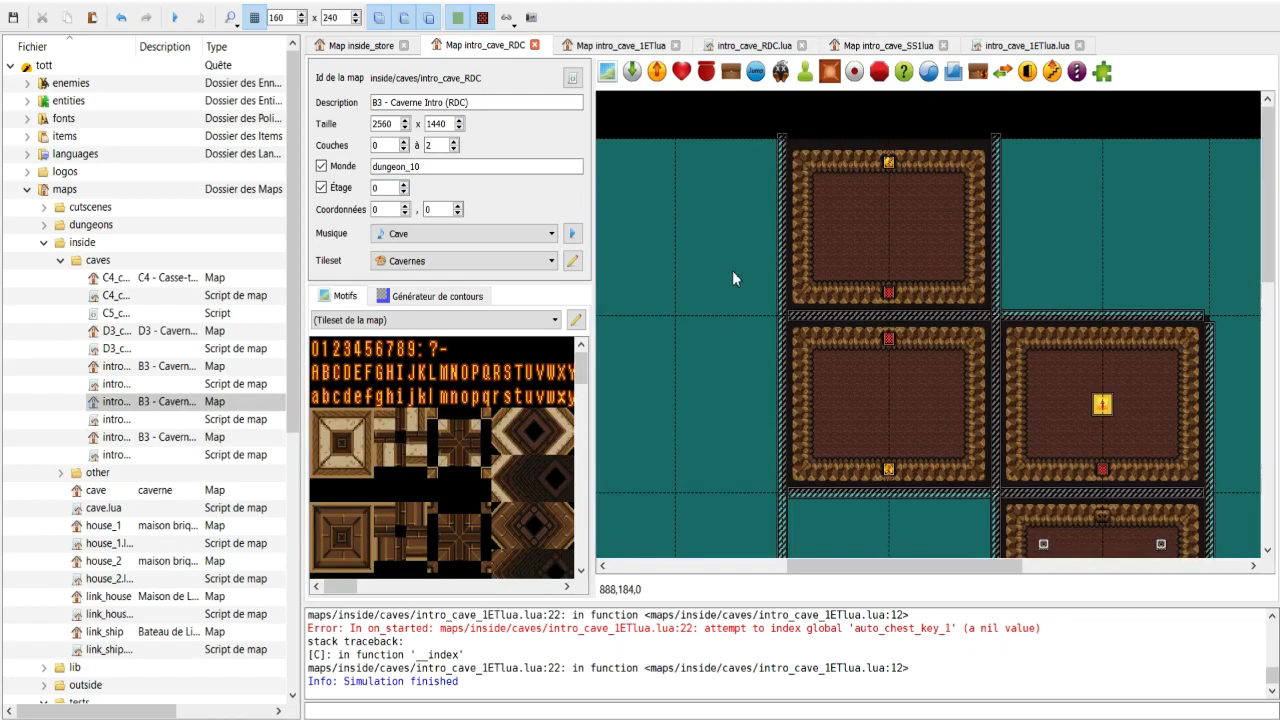 160 x 240
Fichier Description Type
tott Quête
enemies Dossier des Enn...
entities Dossier des Enti...
fonts Dossier des Poli...
items Dossier des Items
languages Dossier des Lan...
logos Dossier
maps Dossier des Maps
cutscenes Dossier
dungeons Dossier
inside Dossier
caves Dossier
C4_c... C4 - Casse-t... Map
C4_c... Script de map
C5_c... Script
D3_c... D3 - Cavern... Map
D3_c... Script de map
intro... B3 - Cavern... Map
intro... Script de map
intro... B3 - Cavern... Map
intro... Script de map
intro... B3 - Cavern... Map
intro... Script de map
other Dossier
cave caverne Map
cave.lua Script de map
house_1 maison briq... Map
house_1.l... Script de map
house_2 maison briq... Map
house_2.l... Script de map
link_house Maison de L... Map
link_hous... Script de map
link_ship Bateau de Li... Map
link_ship.... Script de map
lib Dossier
outside Dossier
tests Dossier
Map inside_store
Map intro_cave_RDC
Map intro_cave_1ETlua
intro_cave_RDC.lua
Map intro_cave_SS1lua
intro_cave_1ETlua.lua
Id de la map inside/caves/intro_cave_RDC
Description B3 - Caverne Intro (RDC)
Taille 2560 x 1440
Couches 0 à 2
Monde dungeon_10
Étage 0
Coordonnées 0 , 0
Musique Cave
Tileset Cavernes
Motifs Générateur de contours
(Tileset de la map)
0123456789:?-
ABCDEFGHIJKLMNOPQRSTUVWXY
abcdefghijklmnopqrstuvwxy
Jump
888,184,0
maps/inside/caves/intro_cave_1ETlua.lua:22: in function <maps/inside/caves/intro_cave_1ETlua.lua:12>
Error: In on_started: maps/inside/caves/intro_cave_1ETlua.lua:22: attempt to index global 'auto_chest_key_1' (a nil value)
stack traceback:
[C]: in function '__index'
maps/inside/caves/intro_cave_1ETlua.lua:22: in function <maps/inside/caves/intro_cave_1ETlua.lua:12>
Info: Simulation finished